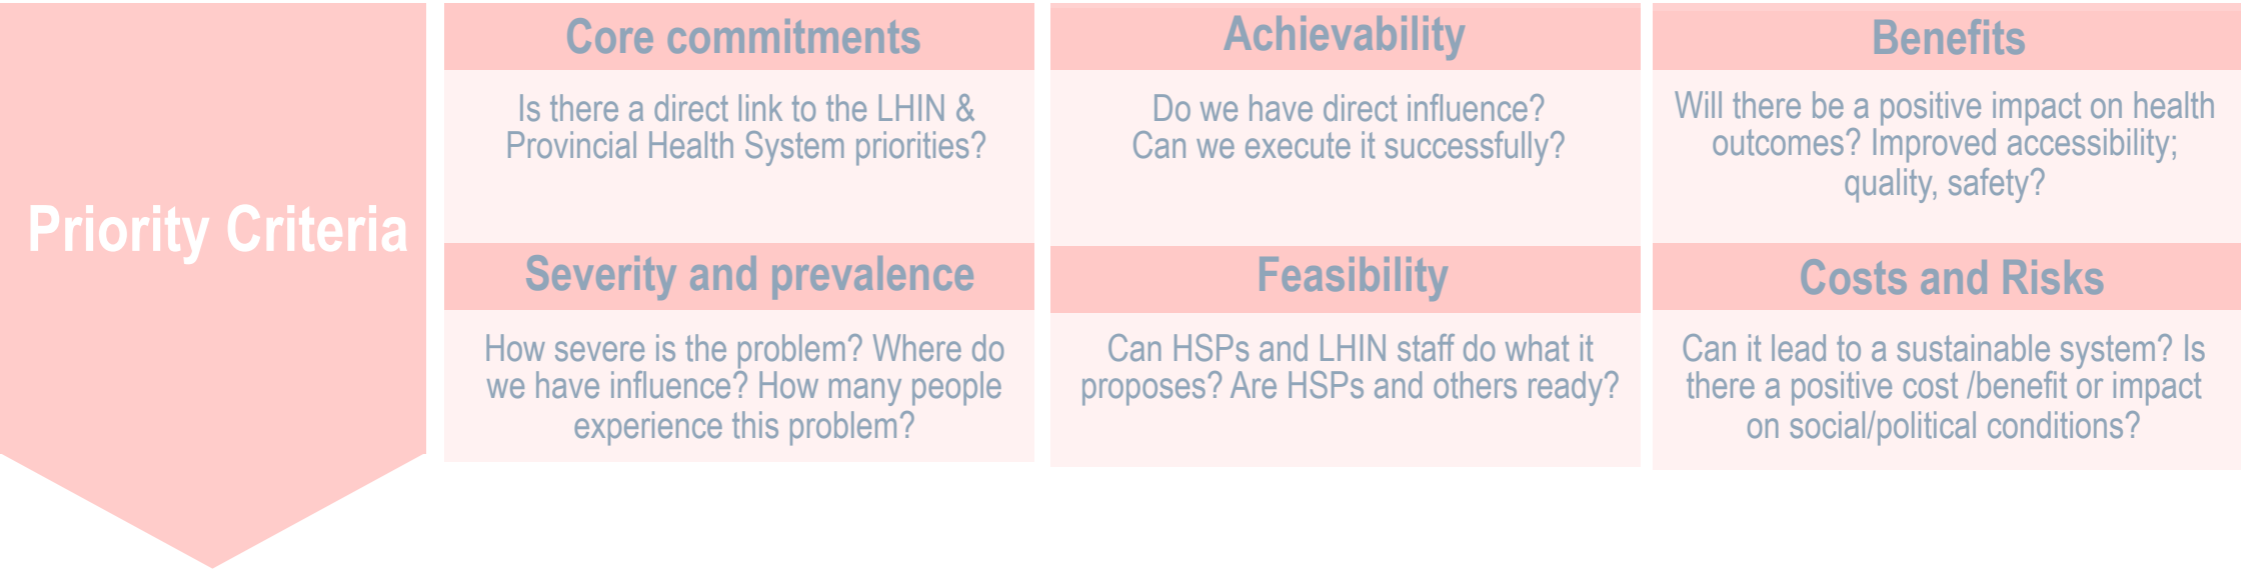 Priority Criteria
Core commitments
Is there a direct link to the LHIN &
Provincial Health System priorities?
Achievability
Do we have direct influence?
Can we execute it successfully?
Benefits
Will there be a positive impact on health
outcomes? Improved accessibility;
quality, safety?
Severity and prevalence
How severe is the problem? Where do
we have influence? How many people
experience this problem?
Feasibility
Can HSPs and LHIN staff do what it
proposes? Are HSPs and others ready?
Costs and Risks
Can it lead to a sustainable system? Is
there a positive cost /benefit or impact
on social/political conditions?